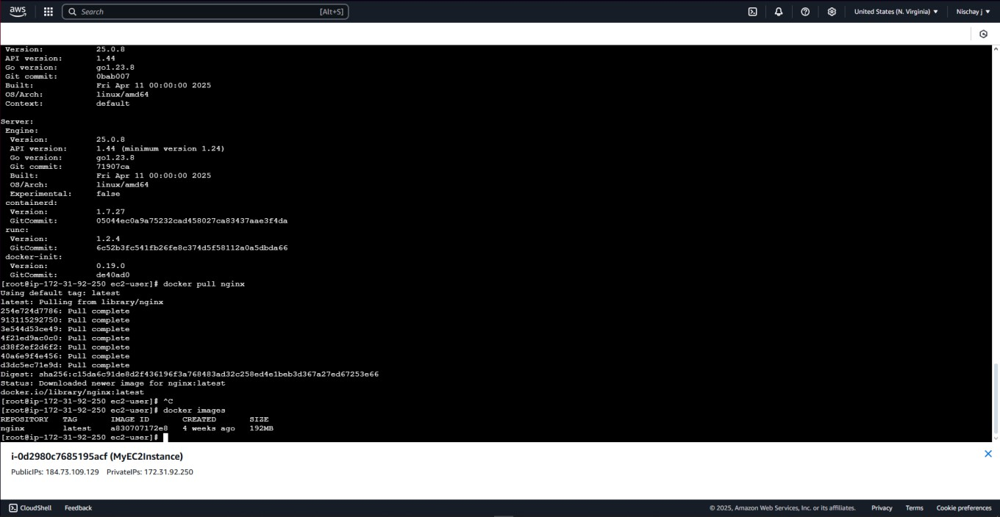 aws Search [Alt+S] United States (N. Virginia) ▼ Nischay j ▼
Version: 25.0.8
API version: 1.44
Go version: go1.23.8
Git commit: 0bab007
Built: Fri Apr 11 00:00:00 2025
OS/Arch: linux/amd64
Context: default
Server:
Engine:
Version: 25.0.8
API version: 1.44 (minimum version 1.24)
Go version: go1.23.8
Git commit: 71907ca
Built: Fri Apr 11 00:00:00 2025
OS/Arch: linux/amd64
Experimental: false
containerd:
Version: 1.7.27
GitCommit: 05044ec0a9a75232cad458027ca83437aae3f4da
runc:
Version: 1.2.4
GitCommit: 6c52b3fc541fb26fe8c374d5f58112a0a5dbda66
docker-init:
Version: 0.19.0
GitCommit: de40ad0
[root@ip-172-31-92-250 ec2-user]# docker pull nginx
Using default tag: latest
latest: Pulling from library/nginx
254e724d7786: Pull complete
913115292750: Pull complete
3e544d53ce49: Pull complete
4f21ed9ac0c0: Pull complete
d38f2ef2d6f2: Pull complete
40a6e9f4e456: Pull complete
d3dc5ec71e9d: Pull complete
Digest: sha256:c15da6c91de8d2f436196f3a768483ad32c258ed4e1beb3d367a27ed67253e66
Status: Downloaded newer image for nginx:latest
docker.io/library/nginx:latest
[root@ip-172-31-92-250 ec2-user]# ^C
[root@ip-172-31-92-250 ec2-user]# docker images
REPOSITORY TAG IMAGE ID CREATED SIZE
nginx latest a830707172e8 4 weeks ago 192MB
[root@ip-172-31-92-250 ec2-user]#
i-0d2980c7685195acf (MyEC2Instance)
PublicIPs: 184.73.109.129 PrivateIPs: 172.31.92.250
CloudShell Feedback © 2025, Amazon Web Services, Inc. or its affiliates. Privacy Terms Cookie preferences